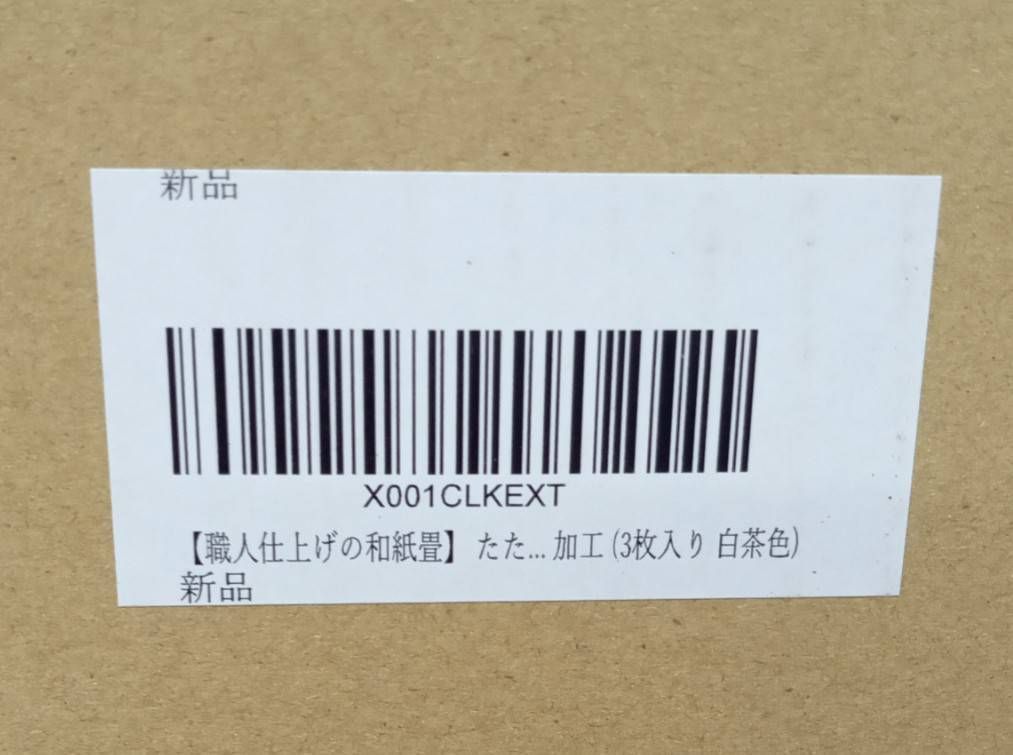 新品
X001CLKEXT
【職人仕上げの和紙畳】 たた... 加工 (3枚入り 白茶色)
新品